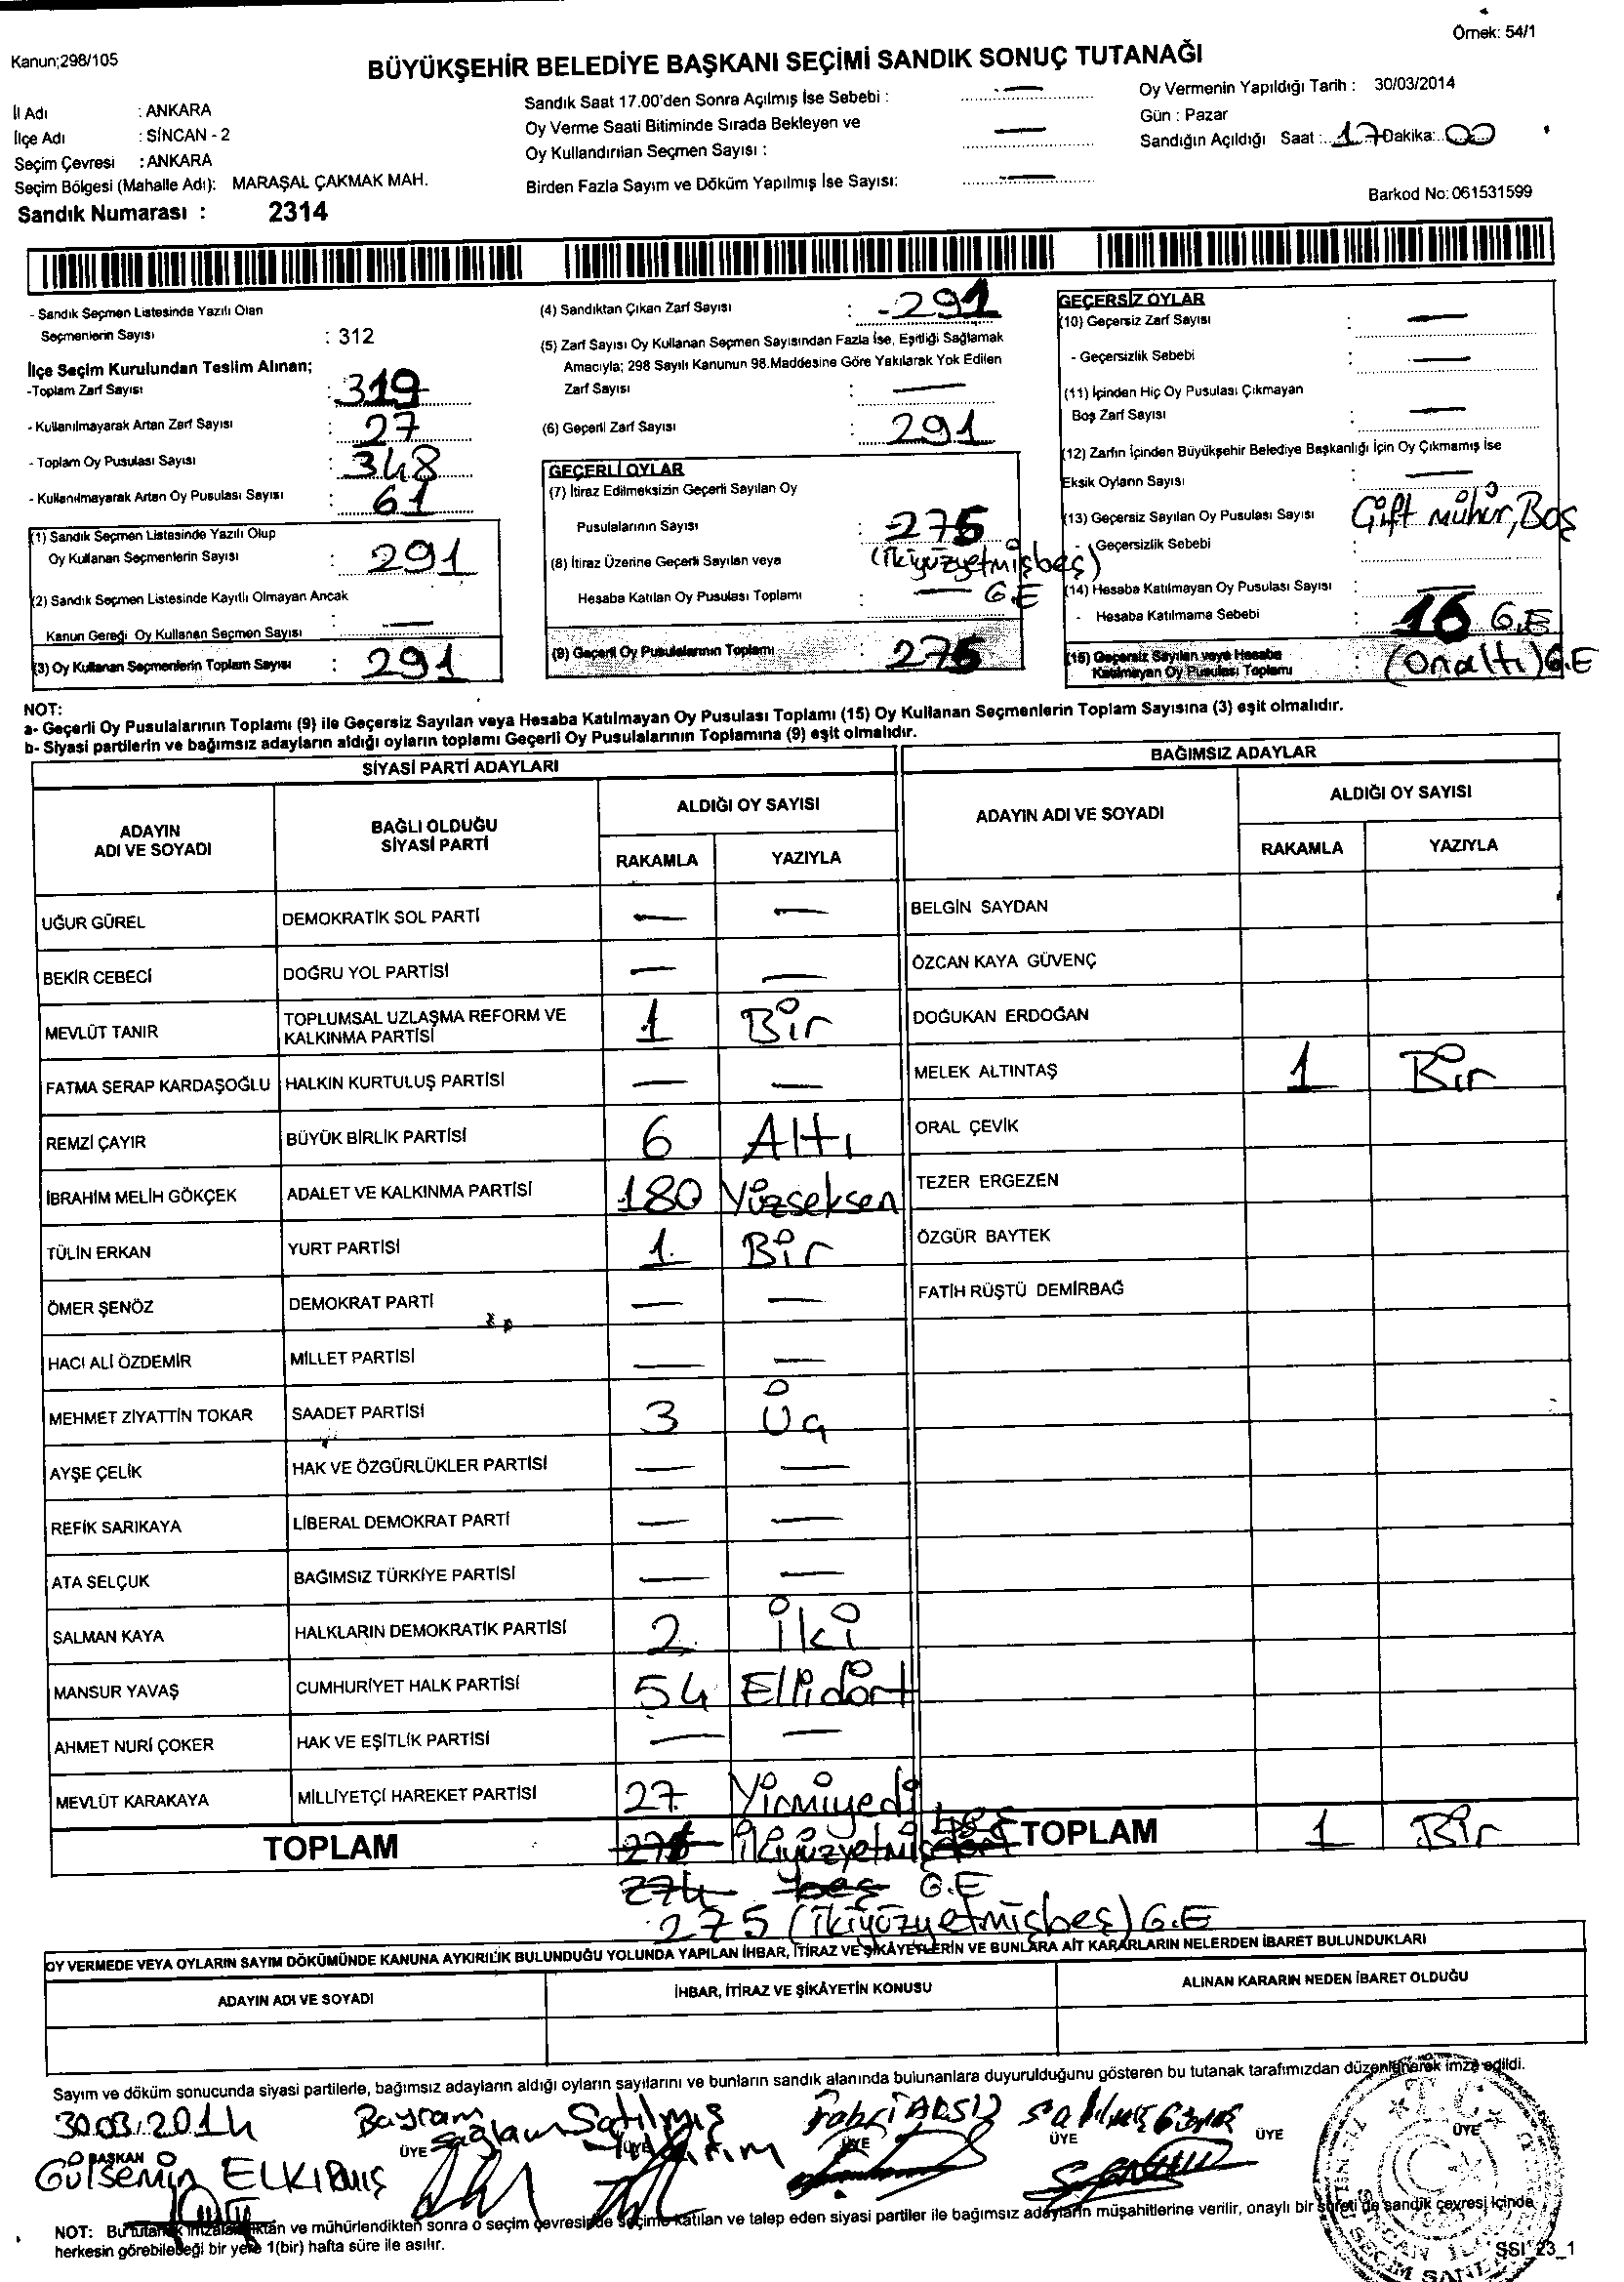 Örnek: 54/1
Kanun;298/105
BÜYÜKŞEHİR BELEDİYE BAŞKANI SEÇİMİ SANDIK SONUÇ TUTANAĞI
İl Adı : ANKARA
İlçe Adı : SİNCAN - 2
Seçim Çevresi : ANKARA
Seçim Bölgesi (Mahalle Adı): MARAŞAL ÇAKMAK MAH.
Sandık Numarası : 2314
Sandık Saat 17.00'den Sonra Açılmış İse Sebebi : —
Oy Verme Saati Bitiminde Sırada Bekleyen ve —
Oy Kullandırılan Seçmen Sayısı :
Birden Fazla Sayım ve Döküm Yapılmış İse Sayısı: —
Oy Vermenin Yapıldığı Tarih : 30/03/2014
Gün : Pazar
Sandığın Açıldığı Saat : 17 Dakika: 00
Barkod No: 061531599
- Sandık Seçmen Listesinde Yazılı Olan
Seçmenlerin Sayısı : 312
İlçe Seçim Kurulundan Teslim Alınan;
-Toplam Zarf Sayısı : 319
- Kullanılmayarak Artan Zarf Sayısı : 27
- Toplam Oy Pusulası Sayısı : 348
- Kullanılmayarak Artan Oy Pusulası Sayısı : 61
(1) Sandık Seçmen Listesinde Yazılı Olup
Oy Kullanan Seçmenlerin Sayısı : 291
(2) Sandık Seçmen Listesinde Kayıtlı Olmayan Ancak
Kanun Gereği Oy Kullanan Seçmen Sayısı : —
(3) Oy Kullanan Seçmenlerin Toplam Sayısı : 291
(4) Sandıktan Çıkan Zarf Sayısı : 291
(5) Zarf Sayısı Oy Kullanan Seçmen Sayısından Fazla İse, Eşitliği Sağlamak
Amacıyla; 298 Sayılı Kanunun 98.Maddesine Göre Yakılarak Yok Edilen
Zarf Sayısı : —
(6) Geçerli Zarf Sayısı : 291
GEÇERLİ OYLAR
(7) İtiraz Edilmeksizin Geçerli Sayılan Oy
Pusulalarının Sayısı : 275
(ikiyüzyetmişbeş)
(8) İtiraz Üzerine Geçerli Sayılan veya
Hesaba Katılan Oy Pusulası Toplamı : — G.E
(9) Geçerli Oy Pusulalarının Toplamı : 275
GEÇERSİZ OYLAR
(10) Geçersiz Zarf Sayısı : —
- Geçersizlik Sebebi : —
(11) İçinden Hiç Oy Pusulası Çıkmayan
Boş Zarf Sayısı : —
(12) Zarfın İçinden Büyükşehir Belediye Başkanlığı İçin Oy Çıkmamış İse
Eksik Oyların Sayısı : —
(13) Geçersiz Sayılan Oy Pusulası Sayısı : Çift mühür, Boş
- Geçersizlik Sebebi :
(14) Hesaba Katılmayan Oy Pusulası Sayısı : —
- Hesaba Katılmama Sebebi : 16 G.E
(15) Geçersiz Sayılan veya Hesaba
Katılmayan Oy Pusulası Toplamı : (Onaltı) G.E
NOT:
a- Geçerli Oy Pusulalarının Toplamı (9) ile Geçersiz Sayılan veya Hesaba Katılmayan Oy Pusulası Toplamı (15) Oy Kullanan Seçmenlerin Toplam Sayısına (3) eşit olmalıdır.
b- Siyasi partilerin ve bağımsız adayların aldığı oyların toplamı Geçerli Oy Pusulalarının Toplamına (9) eşit olmalıdır.
SİYASİ PARTİ ADAYLARI
ADAYIN ADI VE SOYADI BAĞLI OLDUĞU SİYASİ PARTİ ALDIĞI OY SAYISI
RAKAMLA YAZIYLA
UĞUR GÜREL DEMOKRATİK SOL PARTİ — —
BEKİR CEBECİ DOĞRU YOL PARTİSİ — —
MEVLÜT TANIR TOPLUMSAL UZLAŞMA REFORM VE KALKINMA PARTİSİ 1 Bir
FATMA SERAP KARDAŞOĞLU HALKIN KURTULUŞ PARTİSİ — —
REMZİ ÇAYIR BÜYÜK BİRLİK PARTİSİ 6 Altı
İBRAHİM MELİH GÖKÇEK ADALET VE KALKINMA PARTİSİ 180 Yüzseksen
TÜLİN ERKAN YURT PARTİSİ 1 Bir
ÖMER ŞENÖZ DEMOKRAT PARTİ — —
HACI ALİ ÖZDEMİR MİLLET PARTİSİ — —
MEHMET ZİYATTİN TOKAR SAADET PARTİSİ 3 Üç
AYŞE ÇELİK HAK VE ÖZGÜRLÜKLER PARTİSİ — —
REFİK SARIKAYA LİBERAL DEMOKRAT PARTİ — —
ATA SELÇUK BAĞIMSIZ TÜRKİYE PARTİSİ — —
SALMAN KAYA HALKLARIN DEMOKRATİK PARTİSİ 2 İki
MANSUR YAVAŞ CUMHURİYET HALK PARTİSİ 54 Ellidört
AHMET NURİ ÇOKER HAK VE EŞİTLİK PARTİSİ — —
MEVLÜT KARAKAYA MİLLİYETÇİ HAREKET PARTİSİ 27 Yirmiyedi
TOPLAM ikiyüzyetmişdört beş
274 beş G.E
275 (ikiyüzyetmişbeş) G.E
BAĞIMSIZ ADAYLAR
ADAYIN ADI VE SOYADI ALDIĞI OY SAYISI
RAKAMLA YAZIYLA
BELGİN SAYDAN
ÖZCAN KAYA GÜVENÇ
DOĞUKAN ERDOĞAN
MELEK ALTINTAŞ 1 Bir
ORAL ÇEVİK
TEZER ERGEZEN
ÖZGÜR BAYTEK
FATİH RÜŞTÜ DEMİRBAĞ
TOPLAM 1 Bir
OY VERMEDE VEYA OYLARIN SAYIM DÖKÜMÜNDE KANUNA AYKIRILIK BULUNDUĞU YOLUNDA YAPILAN İHBAR, İTİRAZ VE ŞİKÂYETLERİN VE BUNLARA AİT KARARLARIN NELERDEN İBARET BULUNDUKLARI
ADAYIN ADI VE SOYADI İHBAR, İTİRAZ VE ŞİKÂYETİN KONUSU ALINAN KARARIN NEDEN İBARET OLDUĞU
Sayım ve döküm sonucunda siyasi partilerle, bağımsız adayların aldığı oyların sayılarını ve bunların sandık alanında bulunanlara duyurulduğunu gösteren bu tutanak tarafımızdan düzenlenerek imza edildi.
30.03.2014 Bayram Sağlam Satılmış
BAŞKAN ÜYE ÜYE ÜYE ÜYE ÜYE ÜYE
Gülsemin
NOT: Bu tutanak imzalandıktan ve mühürlendikten sonra o seçim çevresinde seçime katılan ve talep eden siyasi partiler ile bağımsız adayların müşahitlerine verilir, onaylı bir sureti de sandık çevresi içinde
herkesin görebileceği bir yere 1(bir) hafta süre ile asılır.
T.C
SSI_23_1